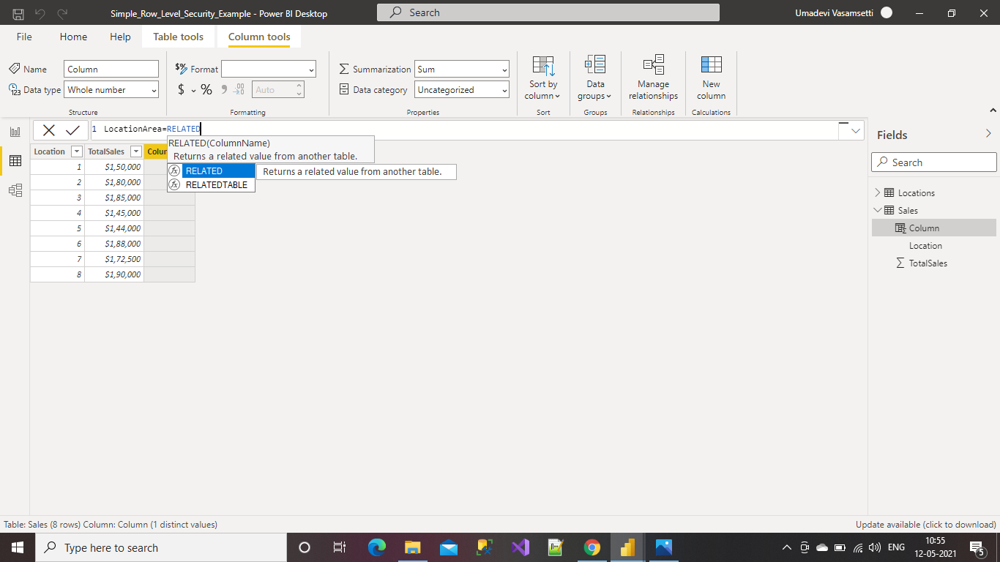 Simple_Row_Level_Security_Example - Power BI Desktop
Search
Umadevi Vasamsetti
File Home Help Table tools Column tools
Name Column
Data type Whole number
Structure
$% Format
$ % 9 .00 Auto
Formatting
Summarization Sum
Data category Uncategorized
Properties
Sort by
column
Sort
Data
groups
Groups
Manage
relationships
Relationships
New
column
Calculations
1 LocationArea=RELATED
RELATED(ColumnName)
Returns a related value from another table.
RELATED Returns a related value from another table.
RELATEDTABLE
Location TotalSales Colum
1 $1,50,000
2 $1,80,000
3 $1,85,000
4 $1,45,000
5 $1,44,000
6 $1,88,000
7 $1,72,500
8 $1,90,000
Fields
Search
Locations
Sales
Column
Location
TotalSales
Table: Sales (8 rows) Column: Column (1 distinct values)
Update available (click to download)
Type here to search
ENG
10:55
12-05-2021
5